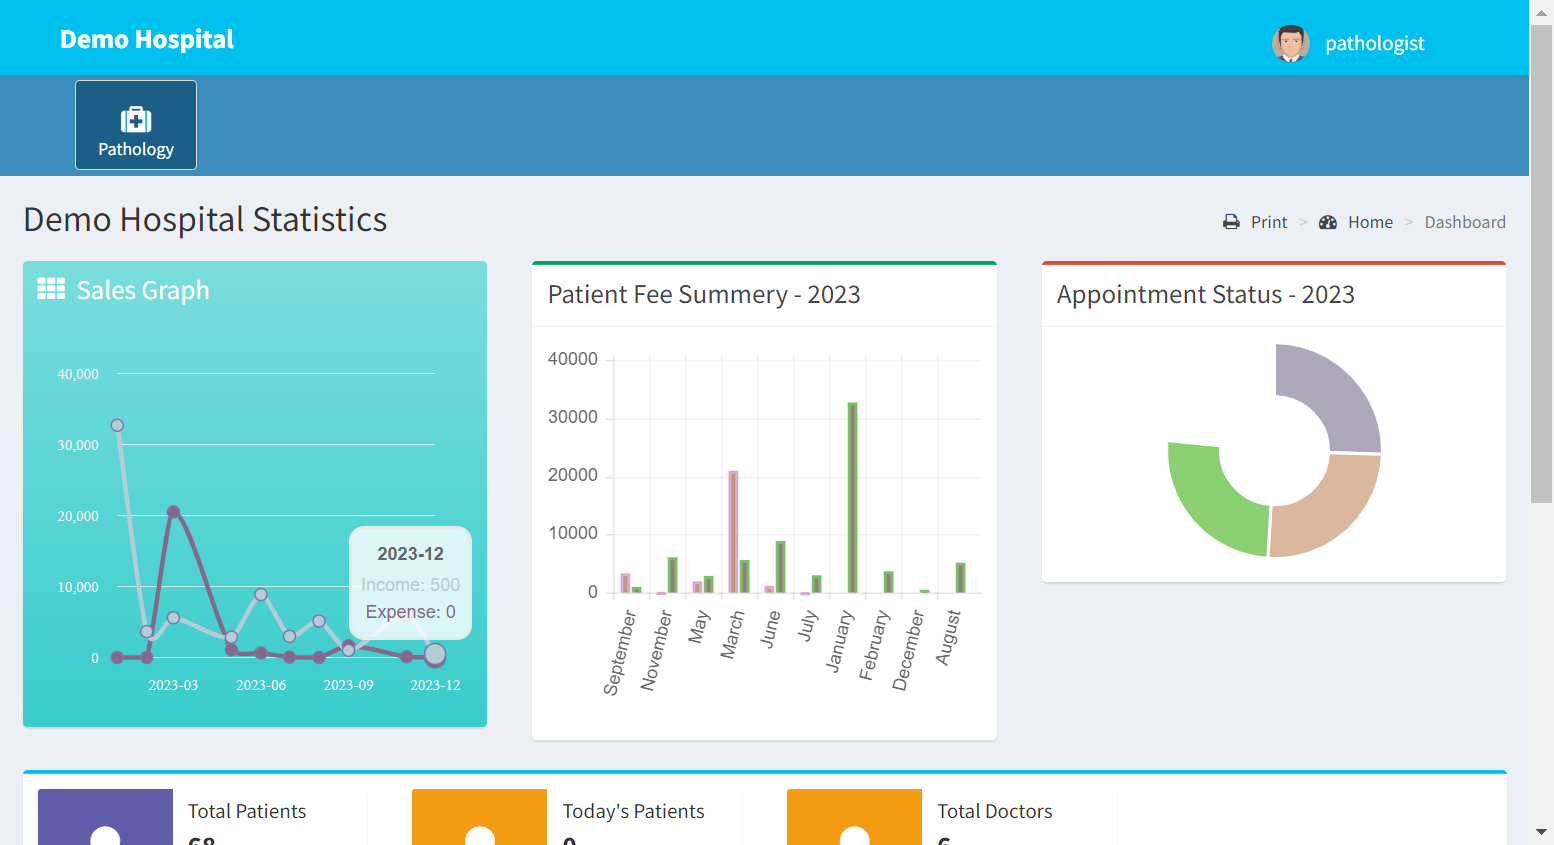 Demo Hospital
pathologist
Pathology
Demo Hospital Statistics
Print > Home > Dashboard
Sales Graph
40,000
30,000
20,000
10,000
0
2023-03 2023-06 2023-09 2023-12
2023-12
Income: 500
Expense: 0
Patient Fee Summery - 2023
40000
30000
20000
10000
0
September November May March June July January February December August
Appointment Status - 2023
Total Patients
68
Today's Patients
0
Total Doctors
6